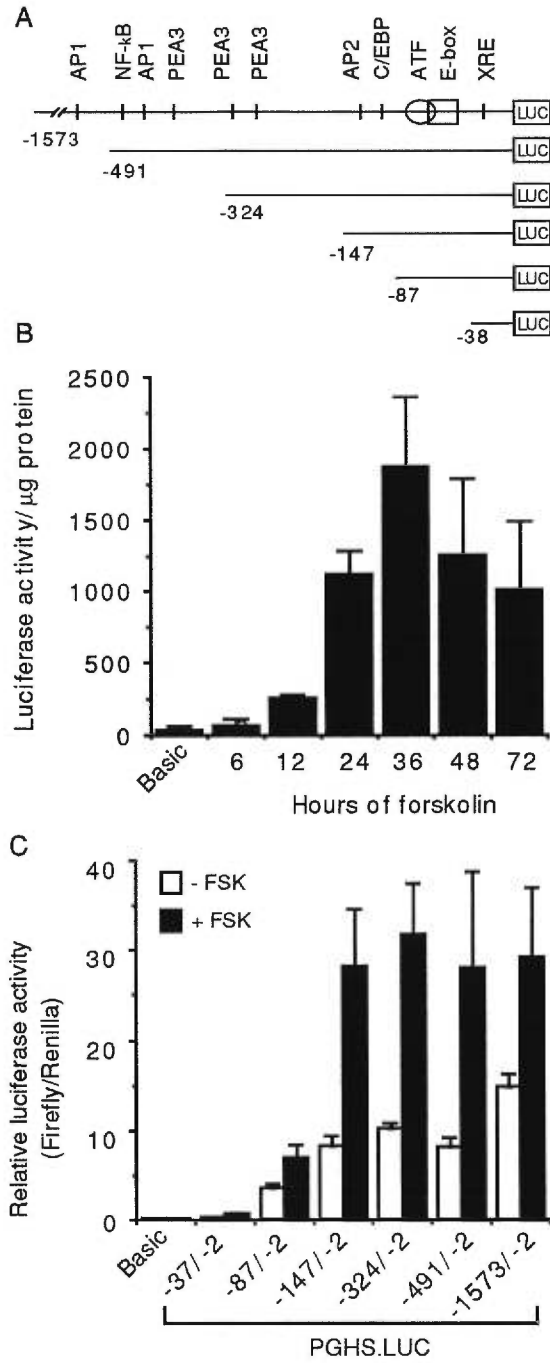 A
AP1
NF-kB
AP1
PEA3
PEA3
PEA3
AP2
C/EBP
ATF
E-box
XRE
LUC
-1573
LUC
-491
LUC
-324
LUC
-147
LUC
-87
LUC
-38
B
Luciferase activity/µg protein
2500
2000
1500
1000
500
0
Basic
6
12
24
36
48
72
Hours of forskolin
C
Relative luciferase activity
(Firefly/Renilla)
40
30
20
10
0
- FSK
+ FSK
Basic
-37/-2
-87/-2
-147/-2
-324/-2
-491/-2
-1573/-2
PGHS.LUC